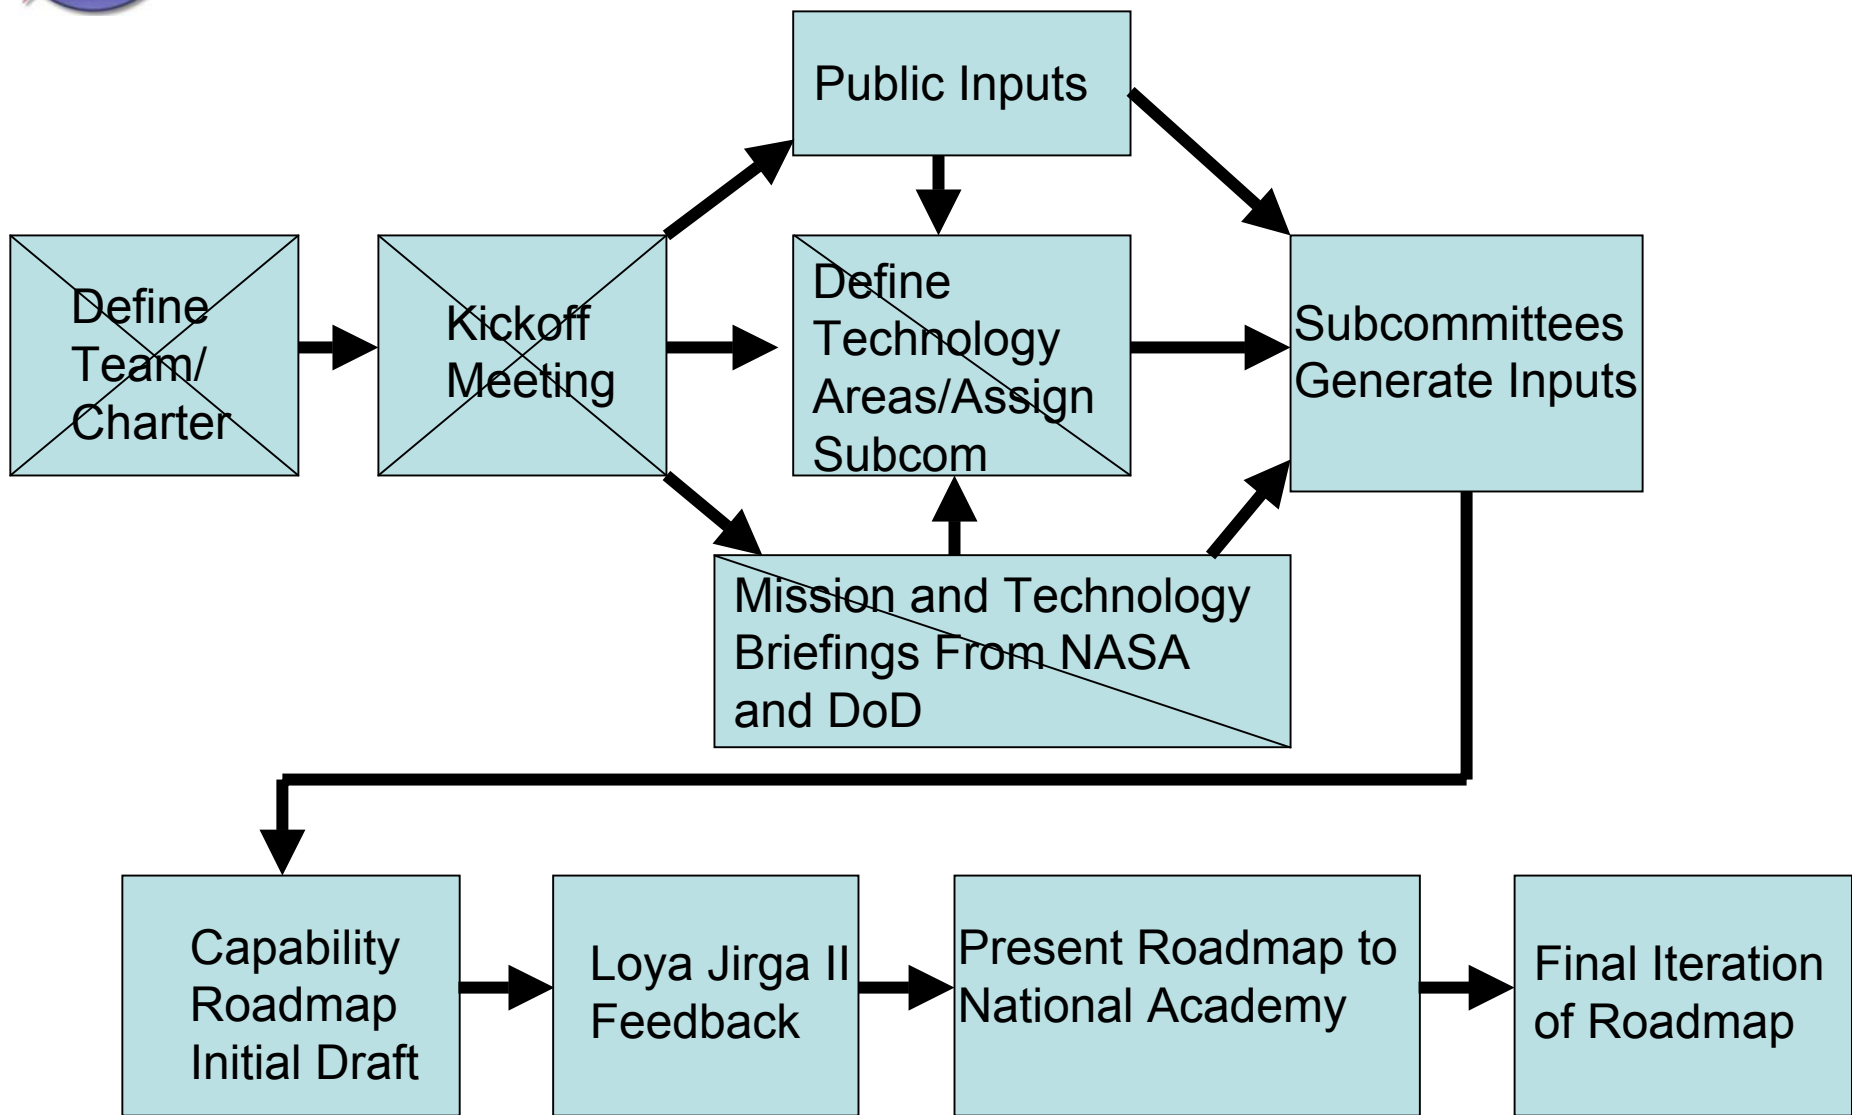 Public Inputs
Define
Team/
Charter
Kickoff
Meeting
Define
Technology
Areas/Assign
Subcom
Subcommittees
Generate Inputs
Mission and Technology
Briefings From NASA
and DoD
Capability
Roadmap
Initial Draft
Loya Jirga II
Feedback
Present Roadmap to
National Academy
Final Iteration
of Roadmap